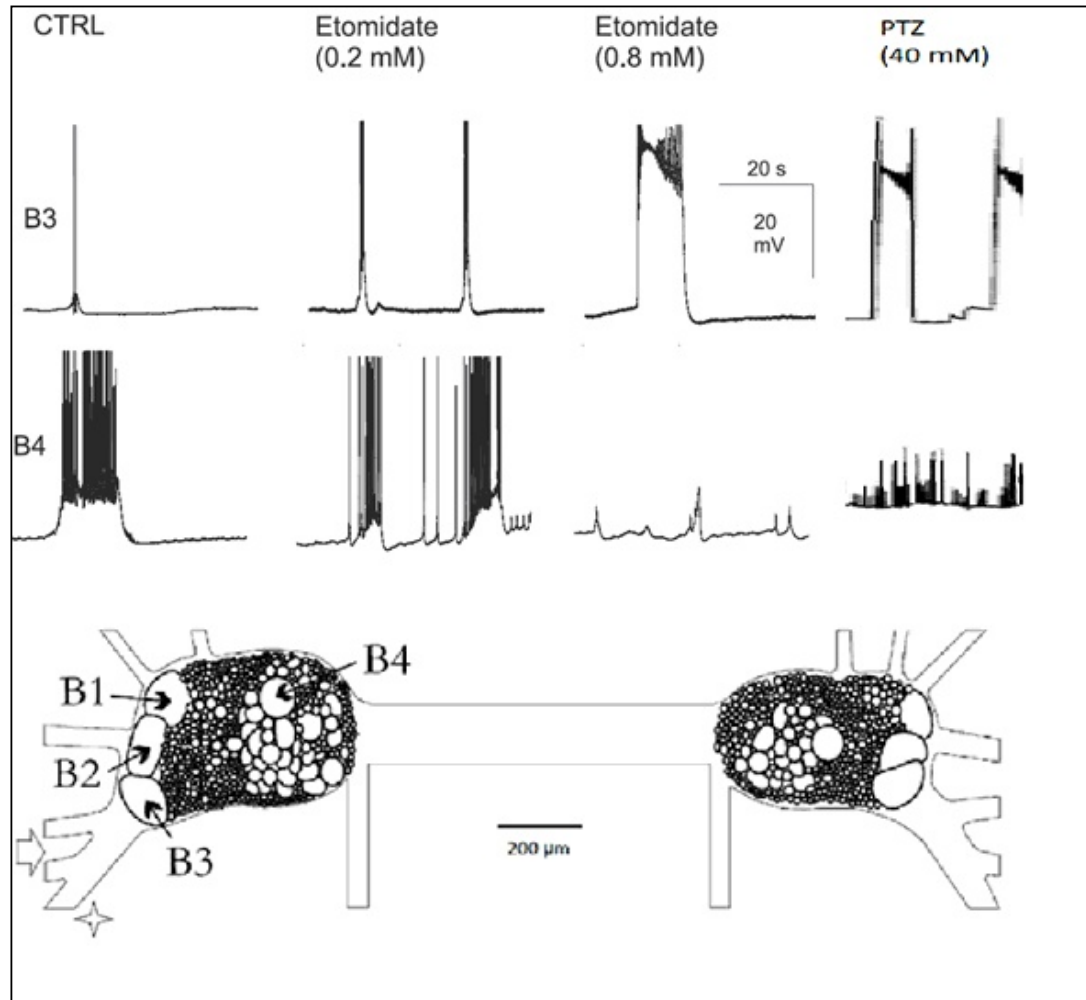 CTRL
Etomidate
(0.2 mM)
Etomidate
(0.8 mM)
PTZ
(40 mM)
B3
20 s
20
mV
B4
B4
B1
B2
B3
200 µm